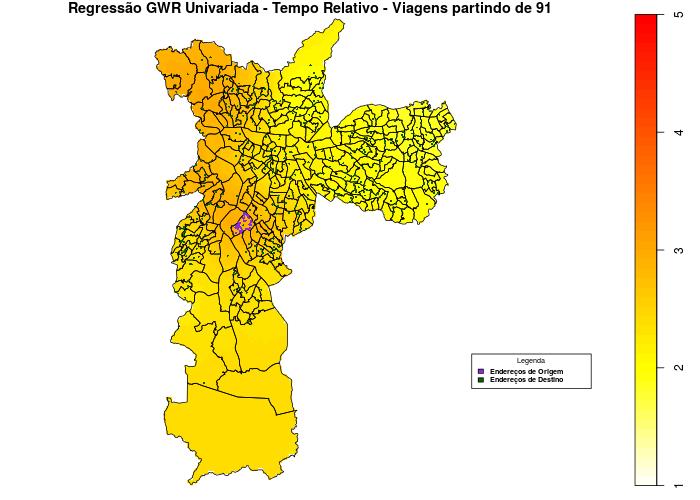 Regressão GWR Univariada - Tempo Relativo - Viagens partindo de 91
5
4
3
2
1
Legenda
Endereços de Origem
Endereços de Destino